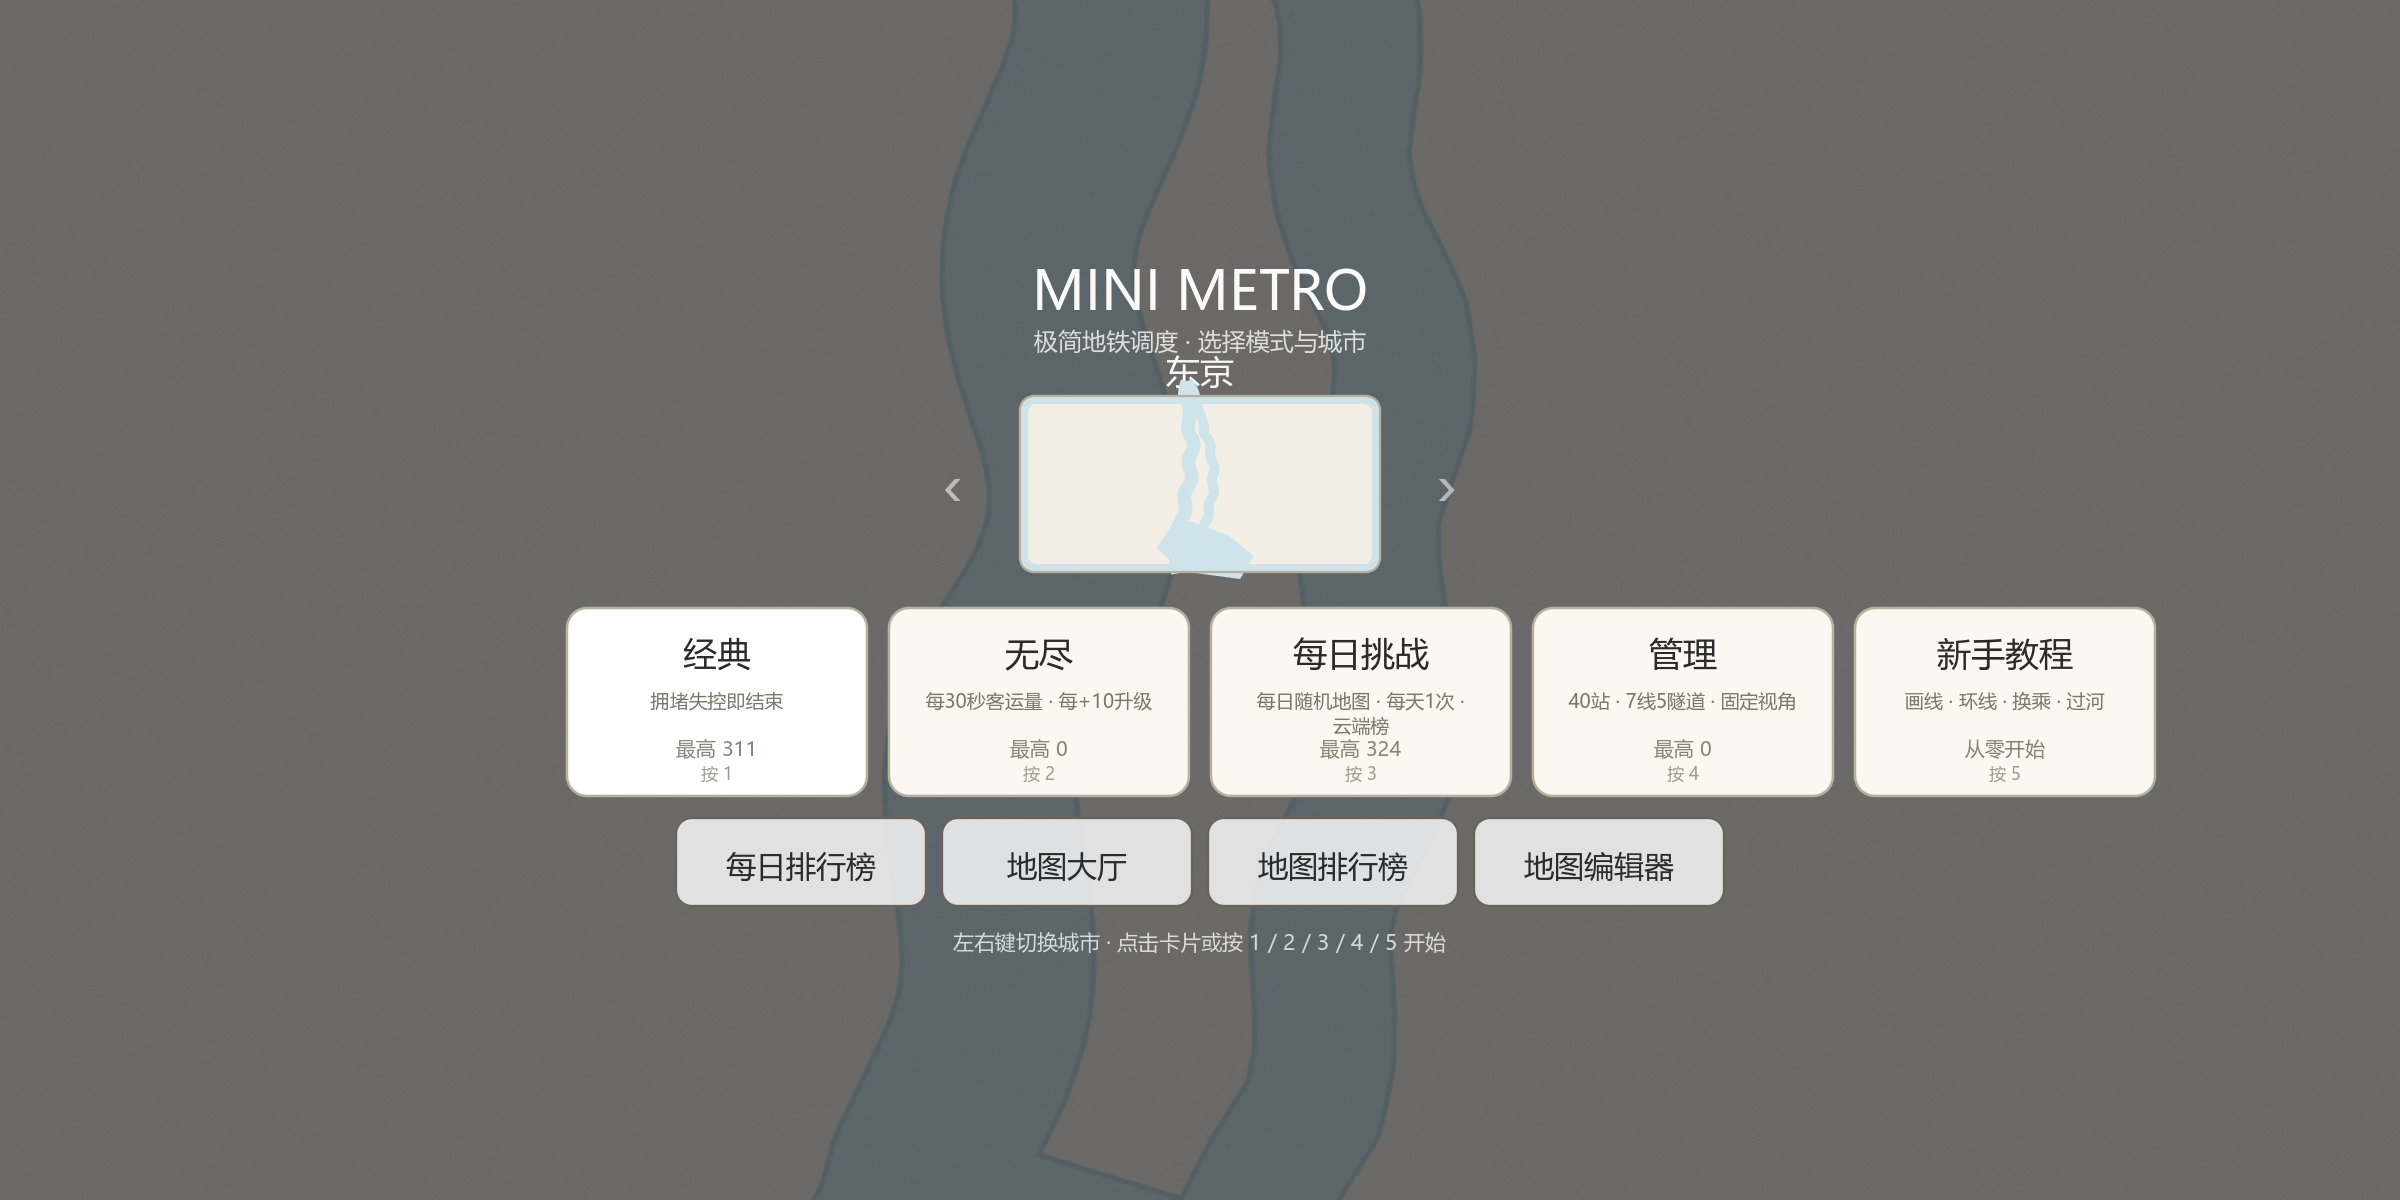 MINI METRO
极简地铁调度 · 选择模式与城市
东京
‹
›
经典
拥堵失控即结束
最高 311
按 1
无尽
每30秒客运量 · 每+10升级
最高 0
按 2
每日挑战
每日随机地图 · 每天1次 ·
云端榜
最高 324
按 3
管理
40站 · 7线5隧道 · 固定视角
最高 0
按 4
新手教程
画线 · 环线 · 换乘 · 过河
从零开始
按 5
每日排行榜
地图大厅
地图排行榜
地图编辑器
左右键切换城市 · 点击卡片或按 1 / 2 / 3 / 4 / 5 开始